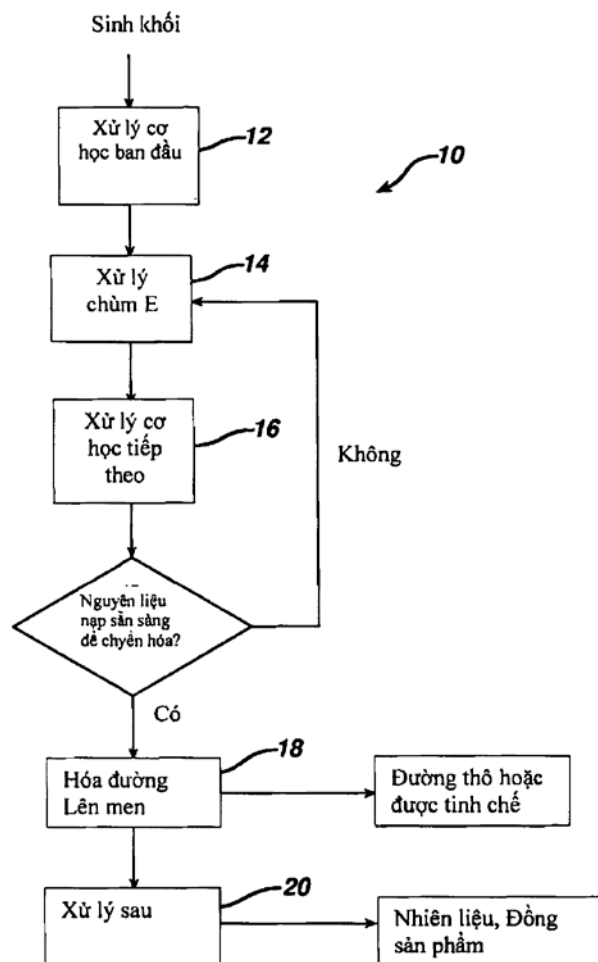 Sinh khối
Xử lý cơ
học ban đầu
12
10
Xử lý
chùm E
14
Xử lý cơ
học tiếp
theo
16
Không
Nguyên liệu
nạp sẵn sàng
để chyển hóa?
Có
Hóa đường
Lên men
18
Đường thô hoặc
được tinh chế
Xử lý sau
20
Nhiên liệu, Đồng
sản phẩm